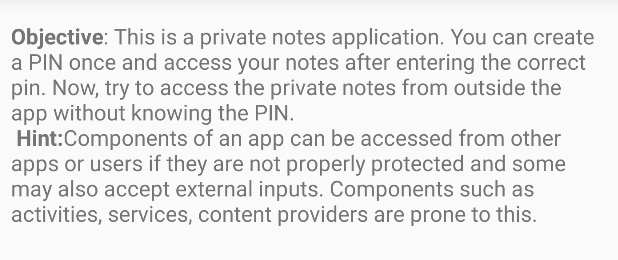 Objective: This is a private notes application. You can create
a PIN once and access your notes after entering the correct
pin. Now, try to access the private notes from outside the
app without knowing the PIN.
Hint:Components of an app can be accessed from other
apps or users if they are not properly protected and some
may also accept external inputs. Components such as
activities, services, content providers are prone to this.